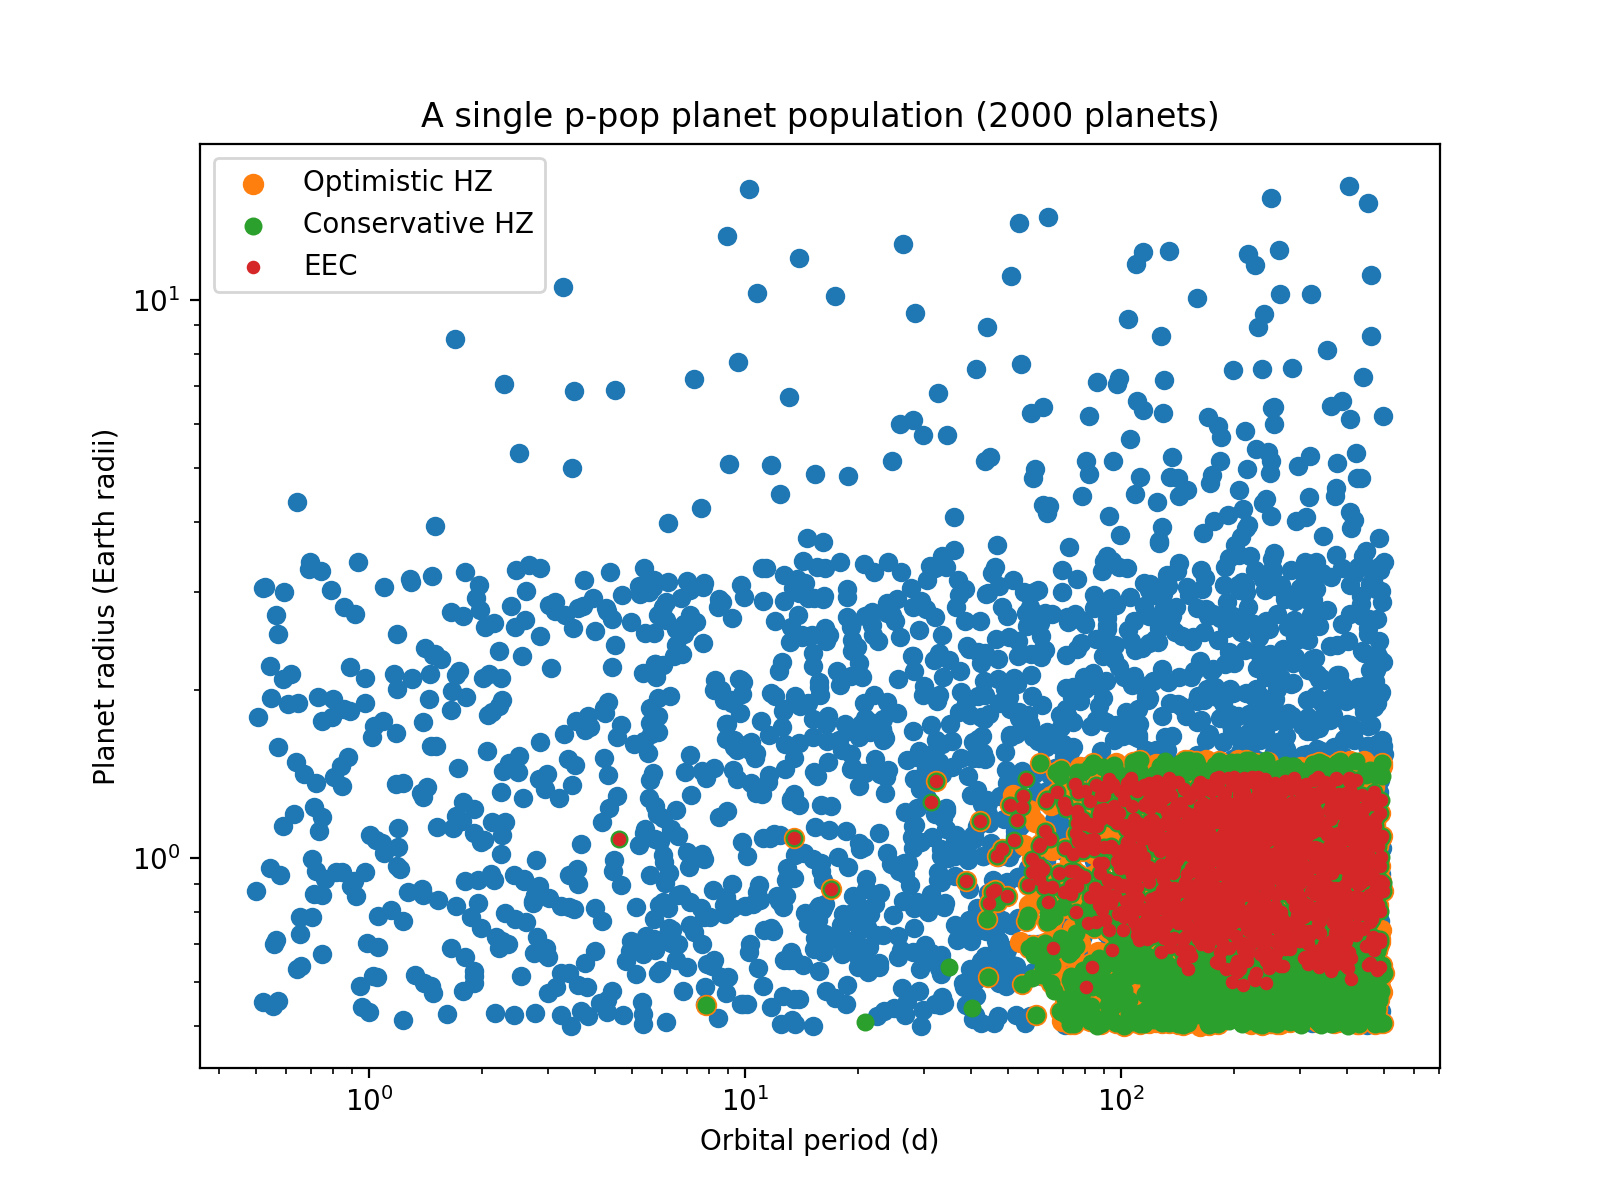 A single p-pop planet population (2000 planets)
Optimistic HZ
Conservative HZ
EEC
Planet radius (Earth radii)
10¹
10⁰
10⁰
10¹
10²
Orbital period (d)